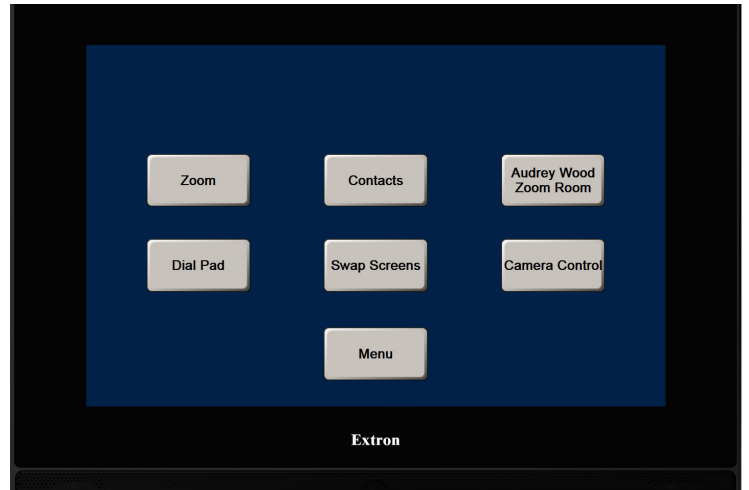 Zoom
Contacts
Audrey Wood
Zoom Room
Dial Pad
Swap Screens
Camera Control
Menu
Extron